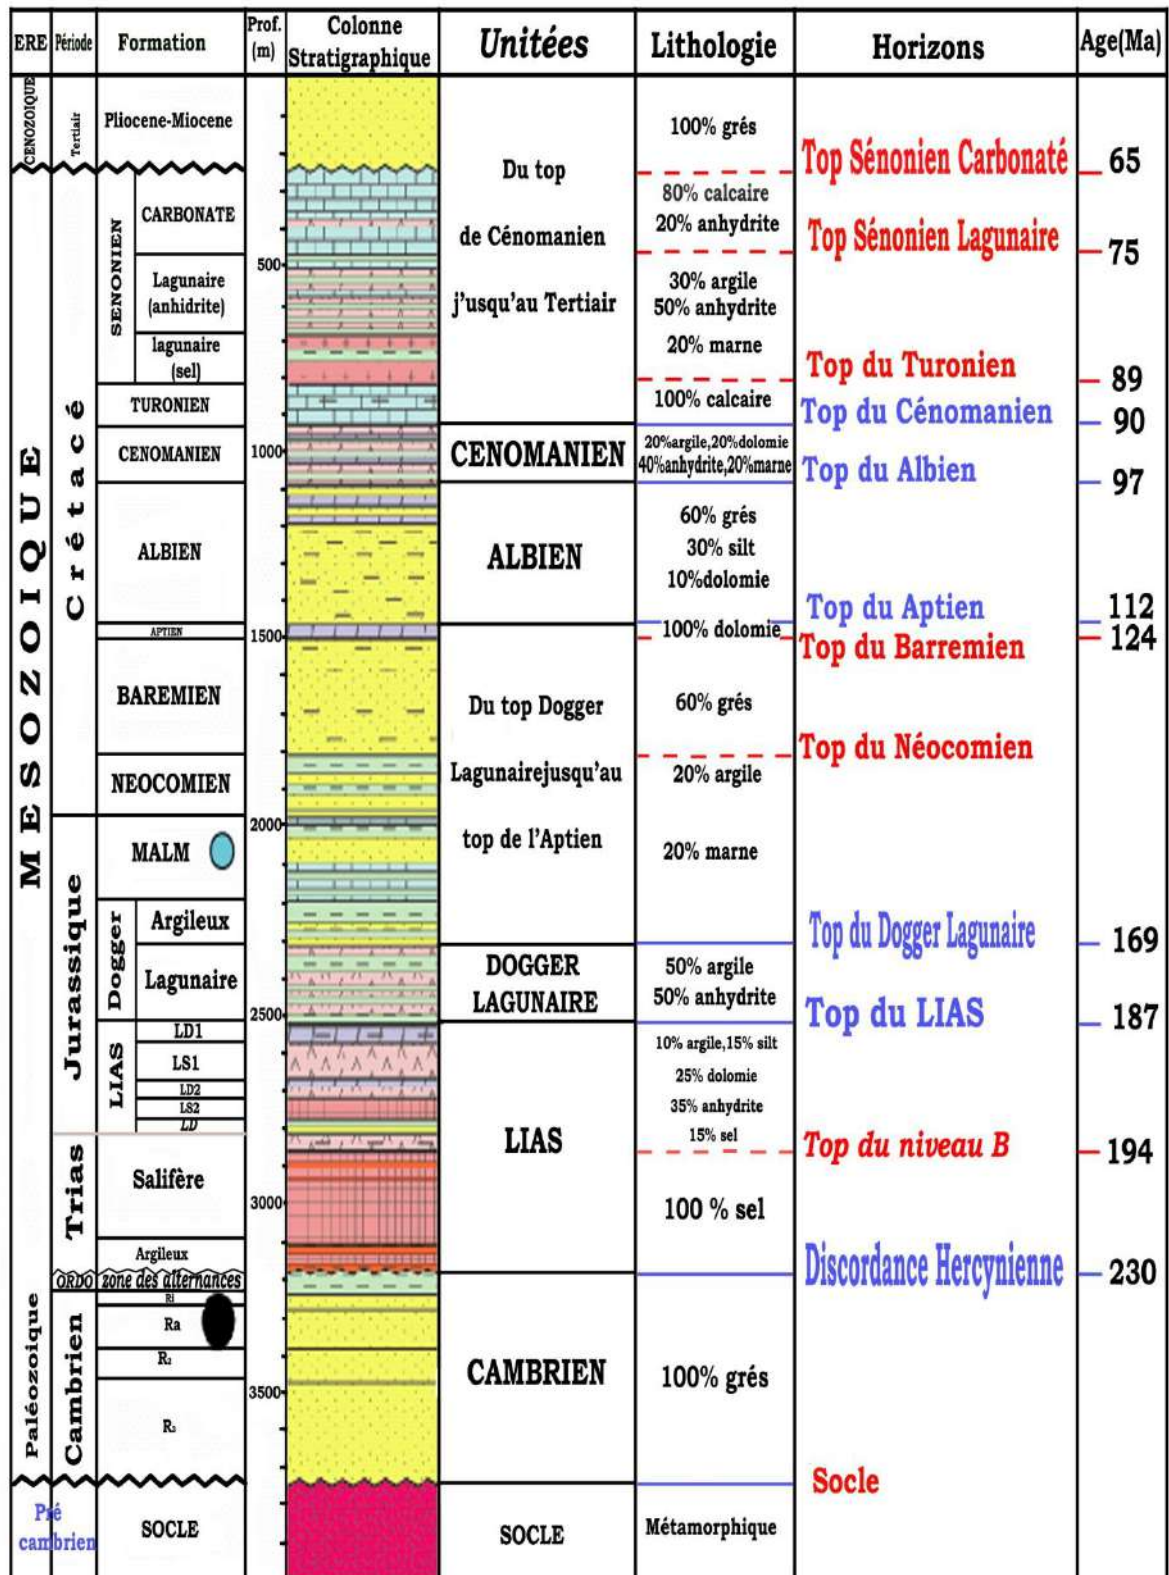 ERE
Période
Formation
Prof.
(m)
Colonne
Stratigraphique
Unitées
Lithologie
Horizons
Age(Ma)
CENOZOIQUE
Tertiair
Pliocene-Miocene
MESOZOIQUE
Crétacé
SENONIEN
CARBONATE
Lagunaire
(anhidrite)
lagunaire
(sel)
TURONIEN
CENOMANIEN
ALBIEN
APTIEN
BAREMIEN
NEOCOMIEN
Jurassique
MALM
Dogger
Argileux
Lagunaire
LIAS
LD1
LS1
LD2
LS2
LD
Trias
Salifère
Argileux
Paléozoique
ORDO
zone des alternances
Cambrien
Ri
Ra
R2
R3
Pré
cambrien
SOCLE
500
1000
1500
2000
2500
3000
3500
Du top
de Cénomanien
j'usqu'au Tertiair
CENOMANIEN
ALBIEN
Du top Dogger
Lagunairejusqu'au
top de l'Aptien
DOGGER
LAGUNAIRE
LIAS
CAMBRIEN
SOCLE
100% grés
80% calcaire
20% anhydrite
30% argile
50% anhydrite
20% marne
100% calcaire
20%argile,20%dolomie
40%anhydrite,20%marne
60% grés
30% silt
10%dolomie
100% dolomie
60% grés
20% argile
20% marne
50% argile
50% anhydrite
10% argile,15% silt
25% dolomie
35% anhydrite
15% sel
100 % sel
100% grés
Métamorphique
Top Sénonien Carbonaté
Top Sénonien Lagunaire
Top du Turonien
Top du Cénomanien
Top du Albien
Top du Aptien
Top du Barremien
Top du Néocomien
Top du Dogger Lagunaire
Top du LIAS
Top du niveau B
Discordance Hercynienne
Socle
65
75
89
90
97
112
124
169
187
194
230